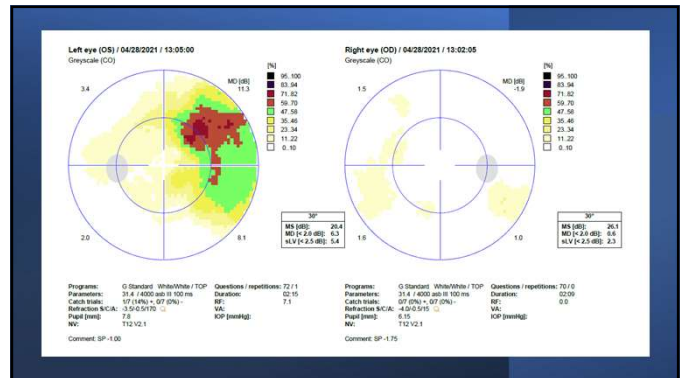 Left eye (OS) / 04/28/2021 / 13:05:00
Greyscale (CO)
[%]
95..100
83..94
71..82
59..70
47..58
35..46
23..34
11..22
0..10
MD [dB]
3.4
11.3
2.0
8.1
30°
MS [dB]: 20.4
MD [< 2.0 dB]: 6.3
sLV [< 2.5 dB]: 5.4
Programs: G Standard White/White / TOP
Parameters: 31.4 / 4000 asb III 100 ms
Catch trials: 1/7 (14%) +, 0/7 (0%) -
Refraction S/C/A: -3.5/-0.5/170
Pupil [mm]: 7.8
NV: T12 V2.1
Questions / repetitions: 72 / 1
Duration: 02:15
RF: 7.1
VA:
IOP [mmHg]:
Comment: SP -1.00
Right eye (OD) / 04/28/2021 / 13:02:05
Greyscale (CO)
[%]
95..100
83..94
71..82
59..70
47..58
35..46
23..34
11..22
0..10
MD [dB]
1.5
-1.9
1.6
1.0
30°
MS [dB]: 26.1
MD [< 2.0 dB]: 0.6
sLV [< 2.5 dB]: 2.3
Programs: G Standard White/White / TOP
Parameters: 31.4 / 4000 asb III 100 ms
Catch trials: 0/7 (0%) +, 0/7 (0%) -
Refraction S/C/A: -4.0/-0.5/15
Pupil [mm]: 6.15
NV: T12 V2.1
Questions / repetitions: 70 / 0
Duration: 02:09
RF: 0.0
VA:
IOP [mmHg]:
Comment: SP -1.75